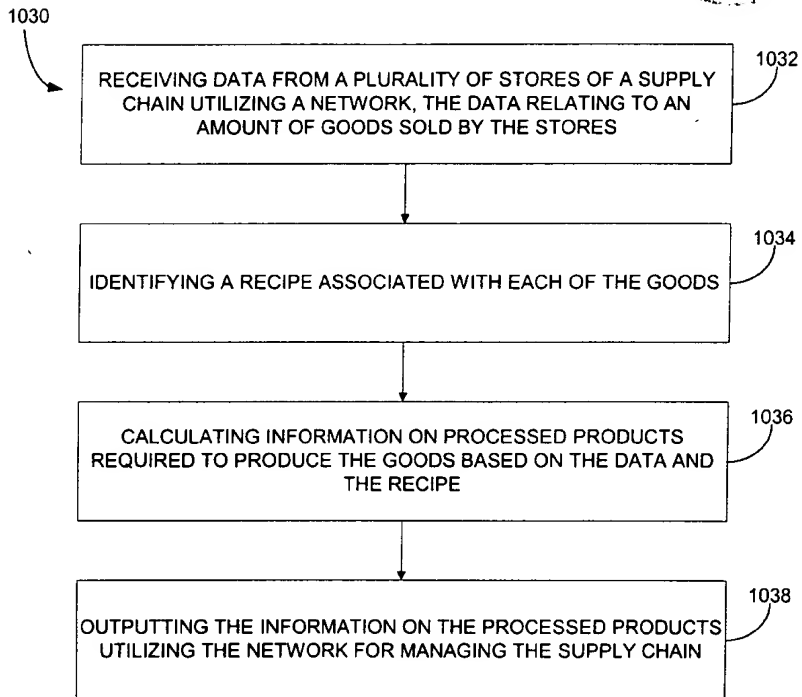 1030
RECEIVING DATA FROM A PLURALITY OF STORES OF A SUPPLY
CHAIN UTILIZING A NETWORK, THE DATA RELATING TO AN
AMOUNT OF GOODS SOLD BY THE STORES
1032
IDENTIFYING A RECIPE ASSOCIATED WITH EACH OF THE GOODS
1034
CALCULATING INFORMATION ON PROCESSED PRODUCTS
REQUIRED TO PRODUCE THE GOODS BASED ON THE DATA AND
THE RECIPE
1036
OUTPUTTING THE INFORMATION ON THE PROCESSED PRODUCTS
UTILIZING THE NETWORK FOR MANAGING THE SUPPLY CHAIN
1038